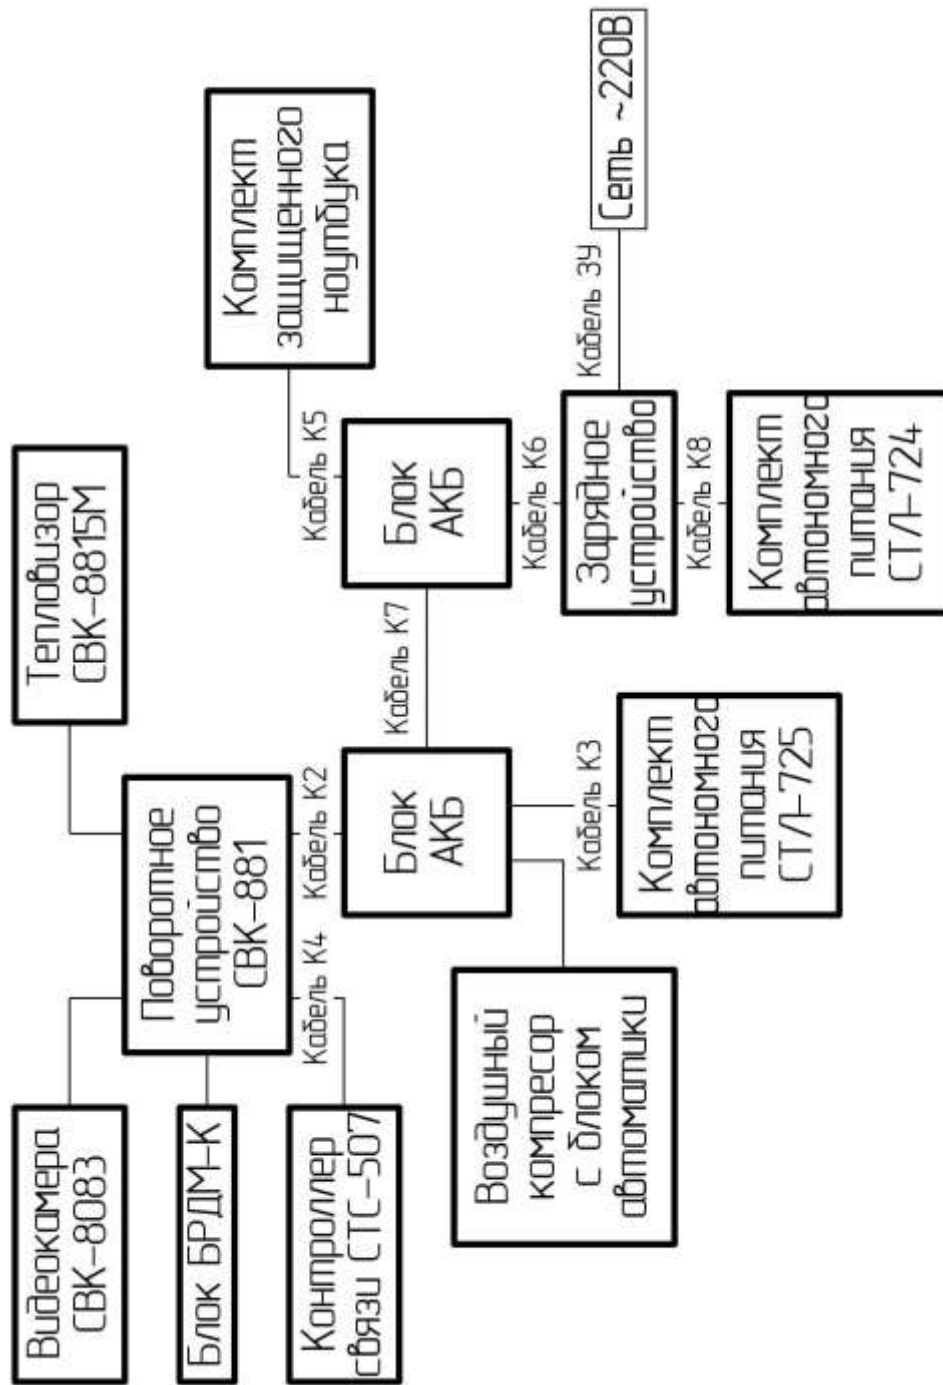 Видеокамера
СВК-8083
Тепловизор
СВК-8815М
Блок БРДМ-К
Поворотное
устройство
СВК-881
Контроллер
связи СТС-507
Кабель К4
Кабель К2
Кабель К5
Комплект
защищенного
ноутбука
Блок
АКБ
Кабель К7
Блок
АКБ
Воздушный
компресор
с блоком
автоматики
Кабель К3
Кабель К6
Комплект
автономного
питания
СТЛ-725
Зарядное
устройство
Кабель ЗУ
Сеть ~220В
Кабель К8
Комплект
автономного
питания
СТЛ-724